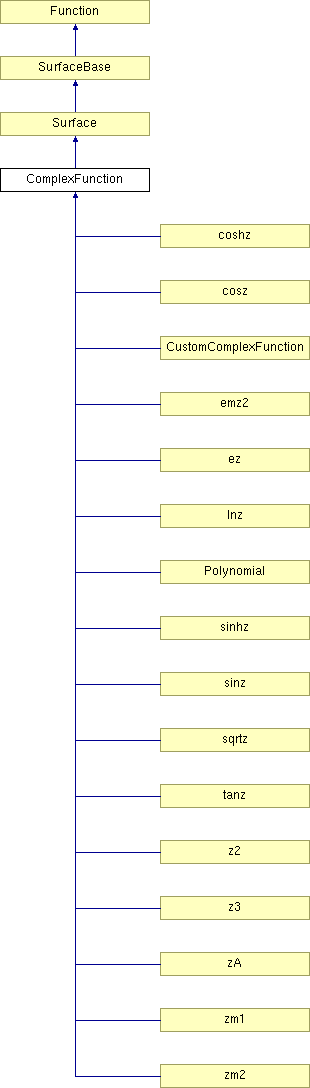 Function
SurfaceBase
Surface
ComplexFunction
coshz
cosz
CustomComplexFunction
emz2
ez
lnz
Polynomial
sinhz
sinz
sqrtz
tanz
z2
z3
zA
zm1
zm2